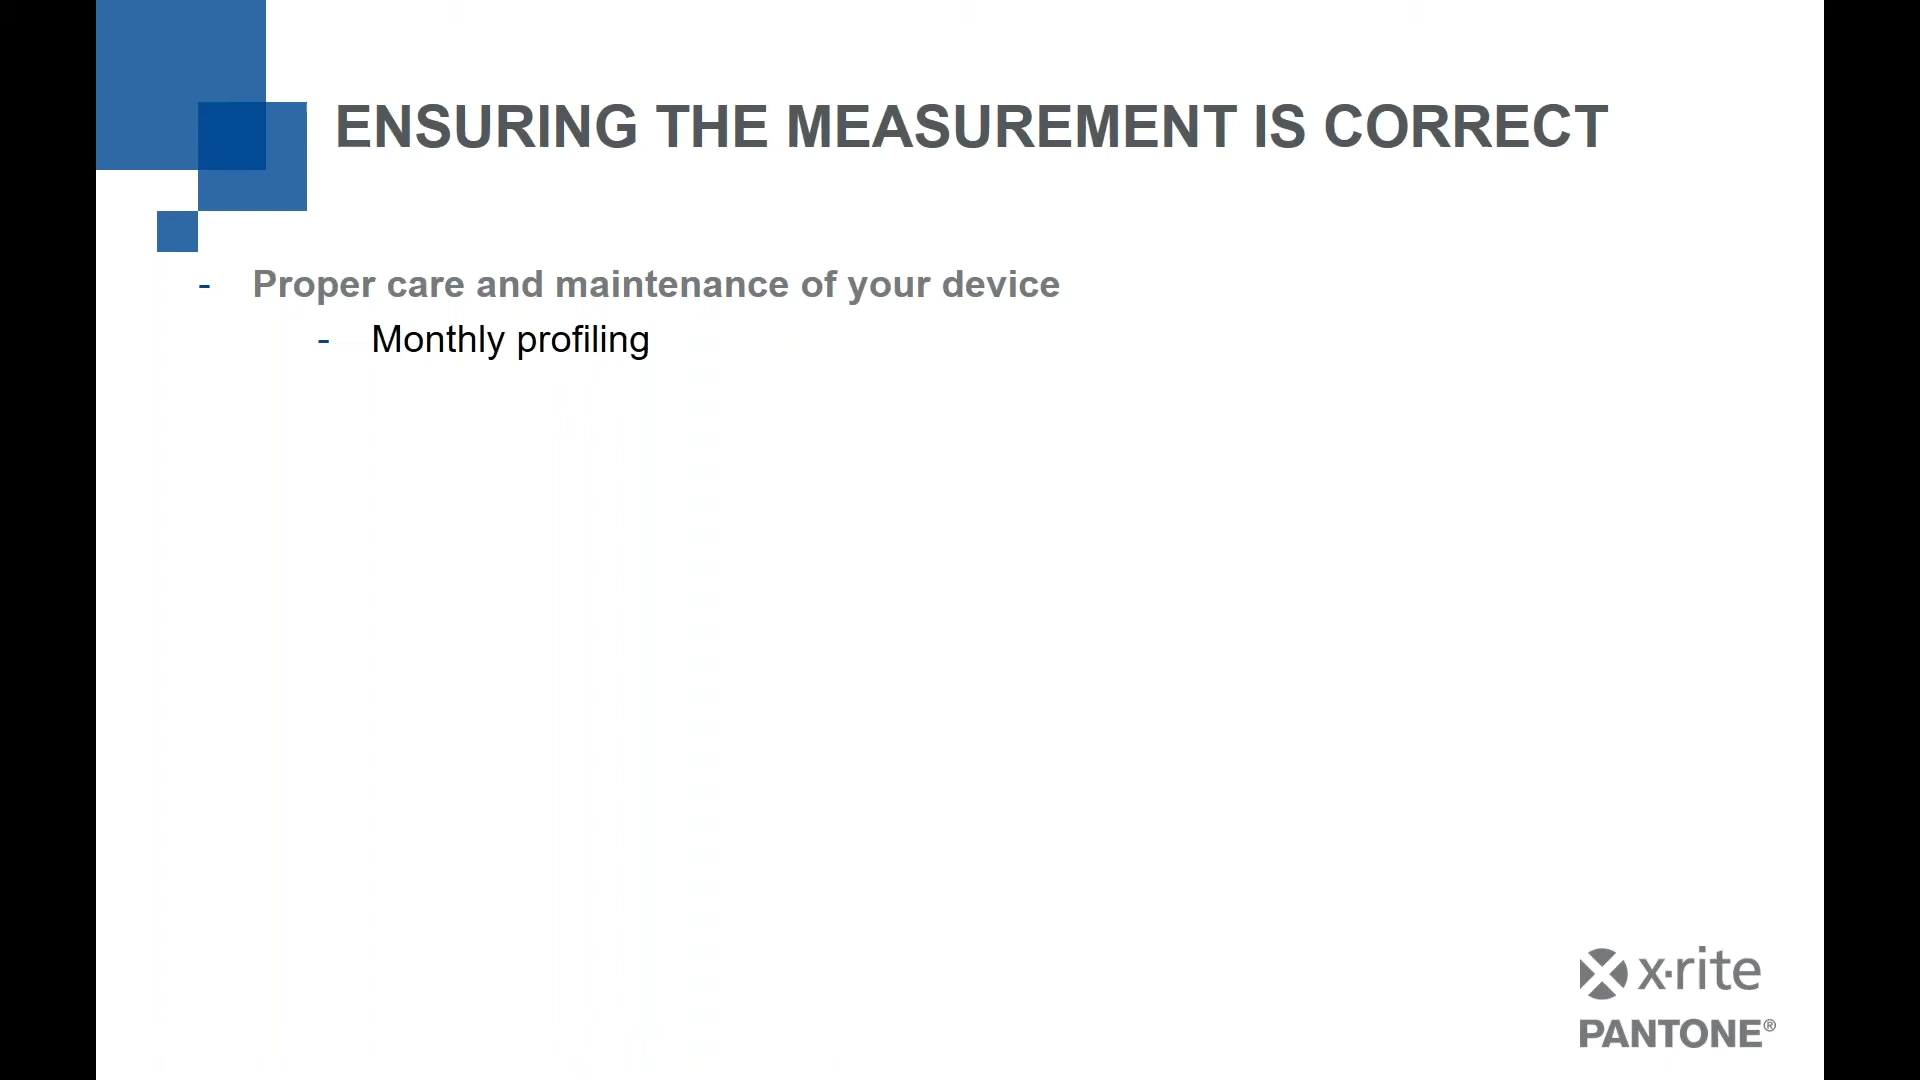 ENSURING THE MEASUREMENT IS CORRECT
- Proper care and maintenance of your device
- Monthly profiling
x·rite
PANTONE®